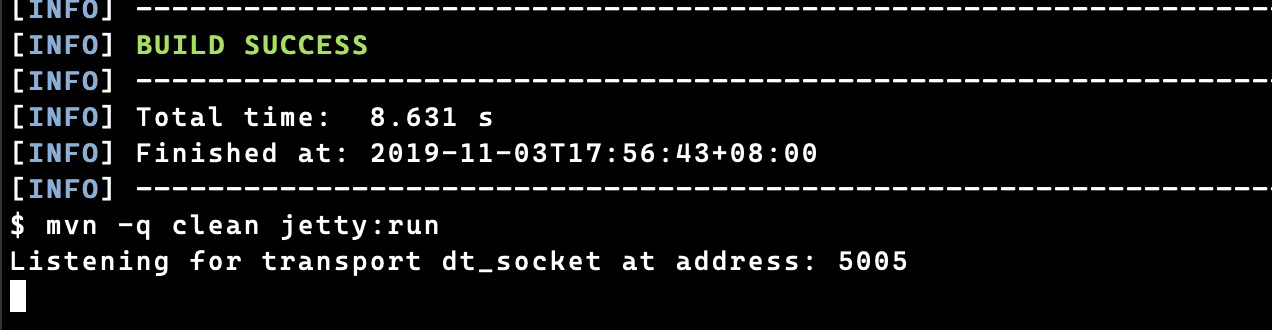 [INFO] ------------------------------------------------------------------------
[INFO] BUILD SUCCESS
[INFO] ------------------------------------------------------------------------
[INFO] Total time:  8.631 s
[INFO] Finished at: 2019-11-03T17:56:43+08:00
[INFO] ------------------------------------------------------------------------
$ mvn -q clean jetty:run
Listening for transport dt_socket at address: 5005